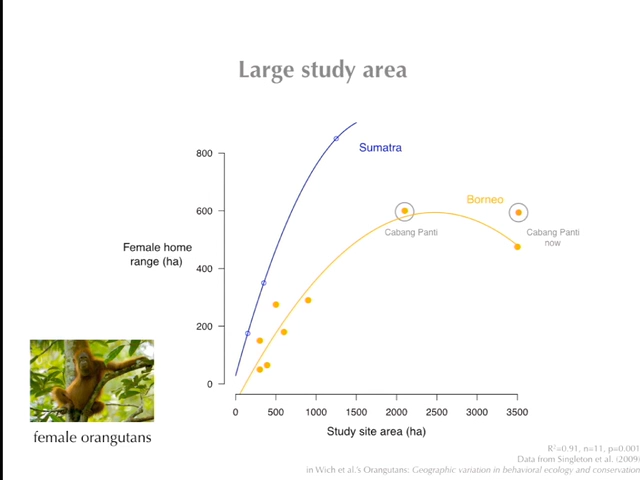 Large study area
Sumatra
Borneo
Cabang Panti
Cabang Panti
now
Female home
range (ha)
800
600
400
200
0
0 500 1000 1500 2000 2500 3000 3500
Study site area (ha)
female orangutans
R²=0.91, n=11, p=0.001
Data from Singleton et al. (2009)
in Wich et al.'s Orangutans: Geographic variation in behavioral ecology and conservation